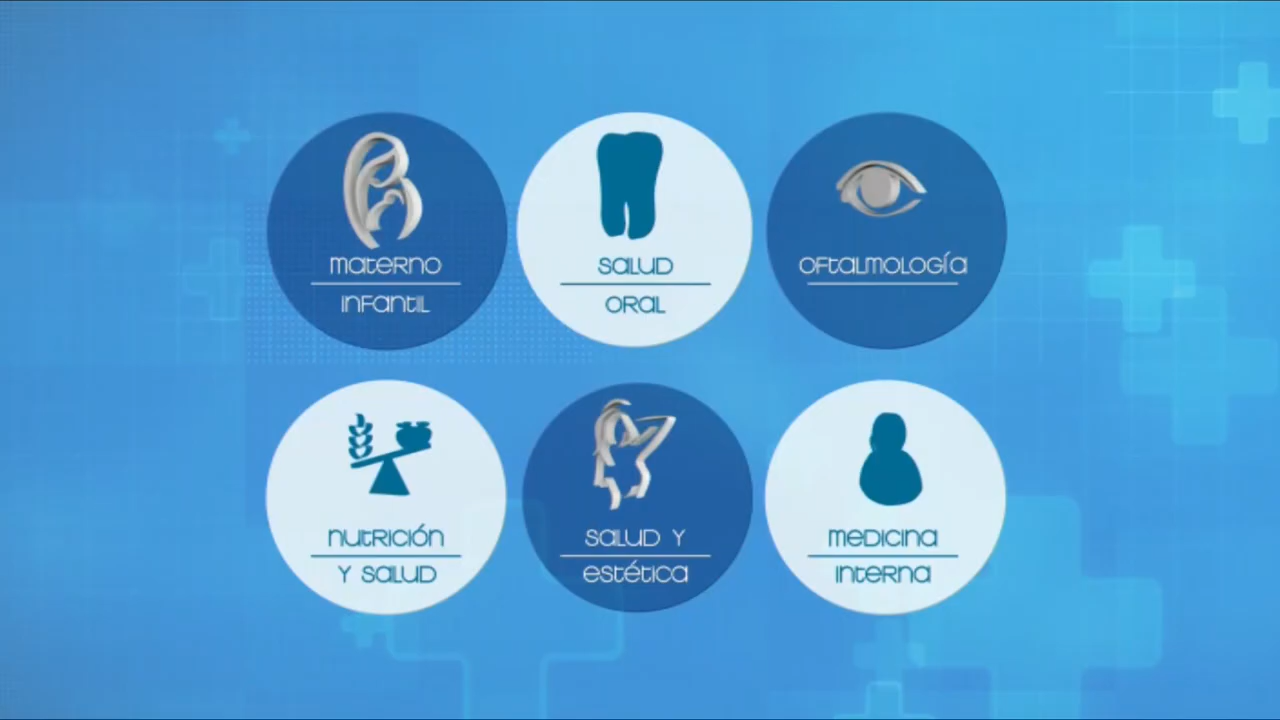 materno
infantil
salud
oral
oftalmología
nutrición
y salud
salud y
estética
medicina
interna